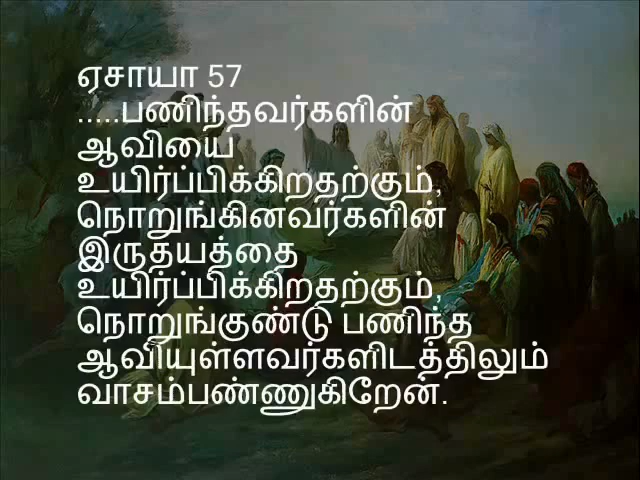 ஏசாயா 57
.....பணிந்தவர்களின்
ஆவியை
உயிர்ப்பிக்கிறதற்கும்,
நொறுங்கினவர்களின்
இருதயத்தை
உயிர்ப்பிக்கிறதற்கும்,
நொறுங்குண்டு பணிந்த
ஆவியுள்ளவர்களிடத்திலும்
வாசம்பண்ணுகிறேன்.